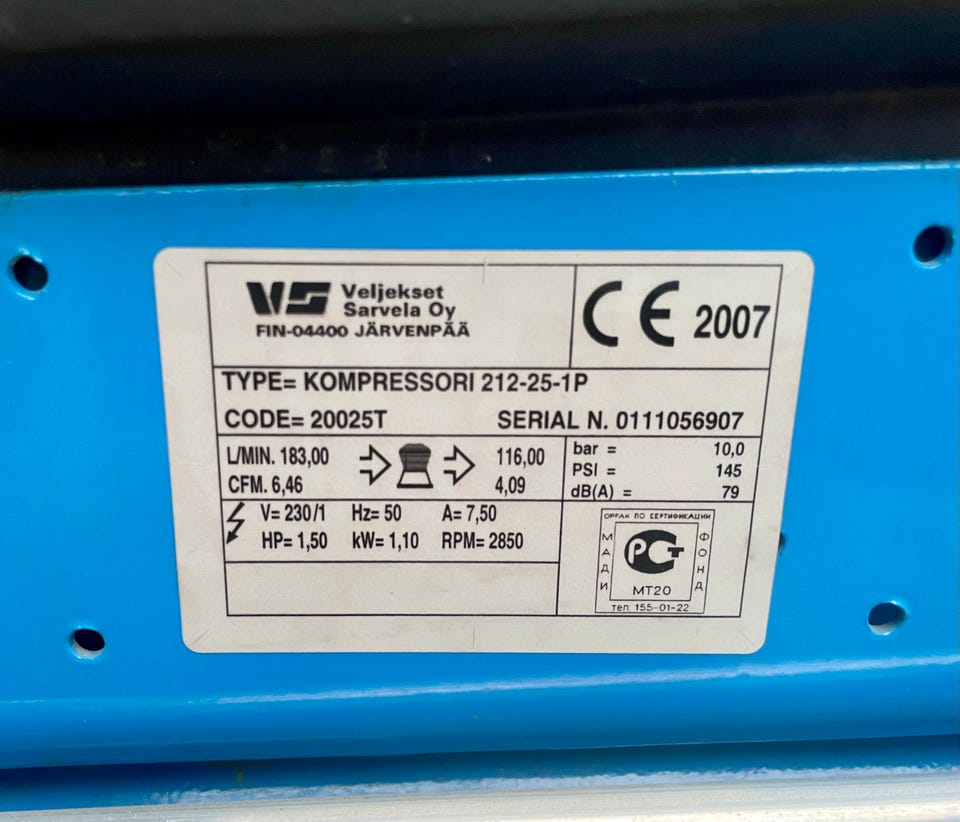 VS Veljekset
Sarvela Oy
FIN-04400 JÄRVENPÄÄ
CE 2007
TYPE= KOMPRESSORI 212-25-1P
CODE= 20025T SERIAL N. 0111056907
L/MIN. 183,00 116,00
CFM. 6,46 4,09
bar = 10,0
PSI = 145
dB(A) = 79
V= 230/1 Hz= 50 A= 7,50
HP= 1,50 kW= 1,10 RPM= 2850
ОРГАН ПО СЕРТИФИКАЦИИ
МАДИ
РСТ
ФОНД
МТ20
тел. 155-01-22